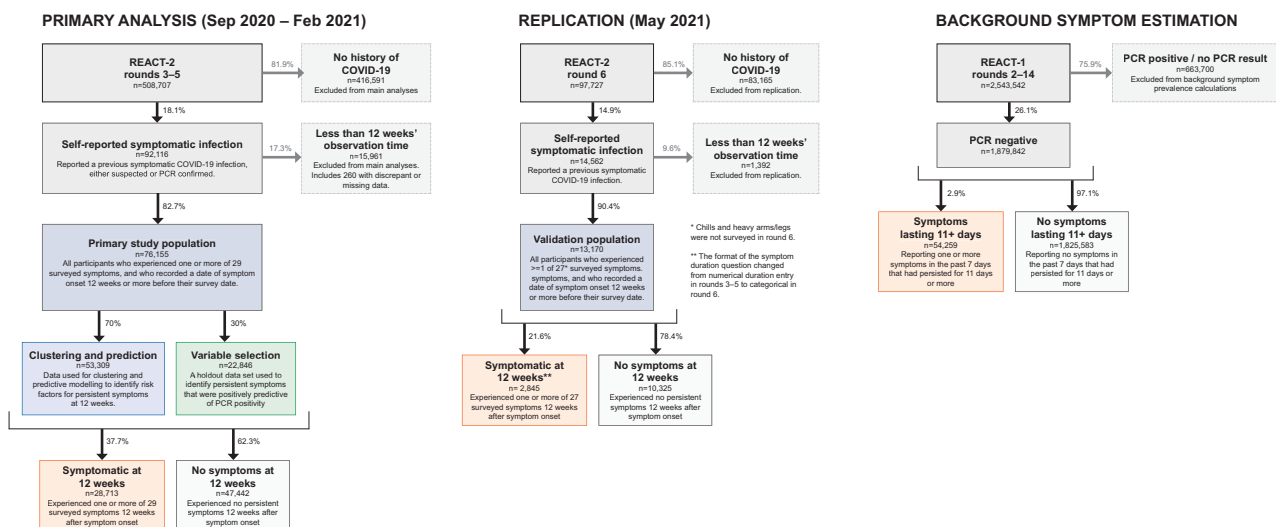 PRIMARY ANALYSIS (Sep 2020 – Feb 2021)
REACT-2
rounds 3–5
n=508,707
81.9%
No history of
COVID-19
n=416,591
Excluded from main analyses
18.1%
Self-reported symptomatic infection
n=92,116
Reported a previous symptomatic COVID-19 infection,
either suspected or PCR confirmed.
17.3%
Less than 12 weeks'
observation time
n=15,961
Excluded from main analyses.
Includes 260 with discrepant or
missing data.
82.7%
Primary study population
n=76,155
All participants who experienced one or more of 29
surveyed symptoms, and who recorded a date of symptom
onset 12 weeks or more before their survey date.
70%
30%
Clustering and prediction
n=53,309
Data used for clustering and
predictive modelling to identify risk
factors for persistent symptoms
at 12 weeks.
Variable selection
n=22,846
A holdout data set used to
identify persistent symptoms
that were positively predictive
of PCR positivity
37.7%
62.3%
Symptomatic at
12 weeks
n=28,713
Experienced one or more of 29
surveyed symptoms 12 weeks
after symptom onset
No symptoms at
12 weeks
n=47,442
Experienced no persistent
symptoms 12 weeks after
symptom onset
REPLICATION (May 2021)
REACT-2
round 6
n=97,727
85.1%
No history of
COVID-19
n=83,165
Excluded from replication.
14.9%
Self-reported
symptomatic infection
n=14,562
Reported a previous symptomatic
COVID-19 infection.
9.6%
Less than 12 weeks'
observation time
n=1,392
Excluded from replication.
90.4%
Validation population
n=13,170
All participants who experienced
>=1 of 27* surveyed symptoms.
symptoms, and who recorded a
date of symptom onset 12 weeks
or more before their survey date.
* Chills and heavy arms/legs
were not surveyed in round 6.
** The format of the symptom
duration question changed
from numerical duration entry
in rounds 3–5 to categorical in
round 6.
21.6%
78.4%
Symptomatic at
12 weeks**
n= 2,845
Experienced one or more of 27
surveyed symptoms 12 weeks
after symptom onset
No symptoms at
12 weeks
n=10,325
Experienced no persistent
symptoms 12 weeks after
symptom onset
BACKGROUND SYMPTOM ESTIMATION
REACT-1
rounds 2–14
n=2,543,542
75.9%
PCR positive / no PCR result
n=663,700
Excluded from background symptom
prevalence calculations
26.1%
PCR negative
n=1,879,842
2.9%
97.1%
Symptoms
lasting 11+ days
n=54,259
Reporting one or more
symptoms in the past 7 days
that had persisted for 11 days
or more
No symptoms
lasting 11+ days
n=1,825,583
Reporting no symptoms in
the past 7 days that had
persisted for 11 days or
more